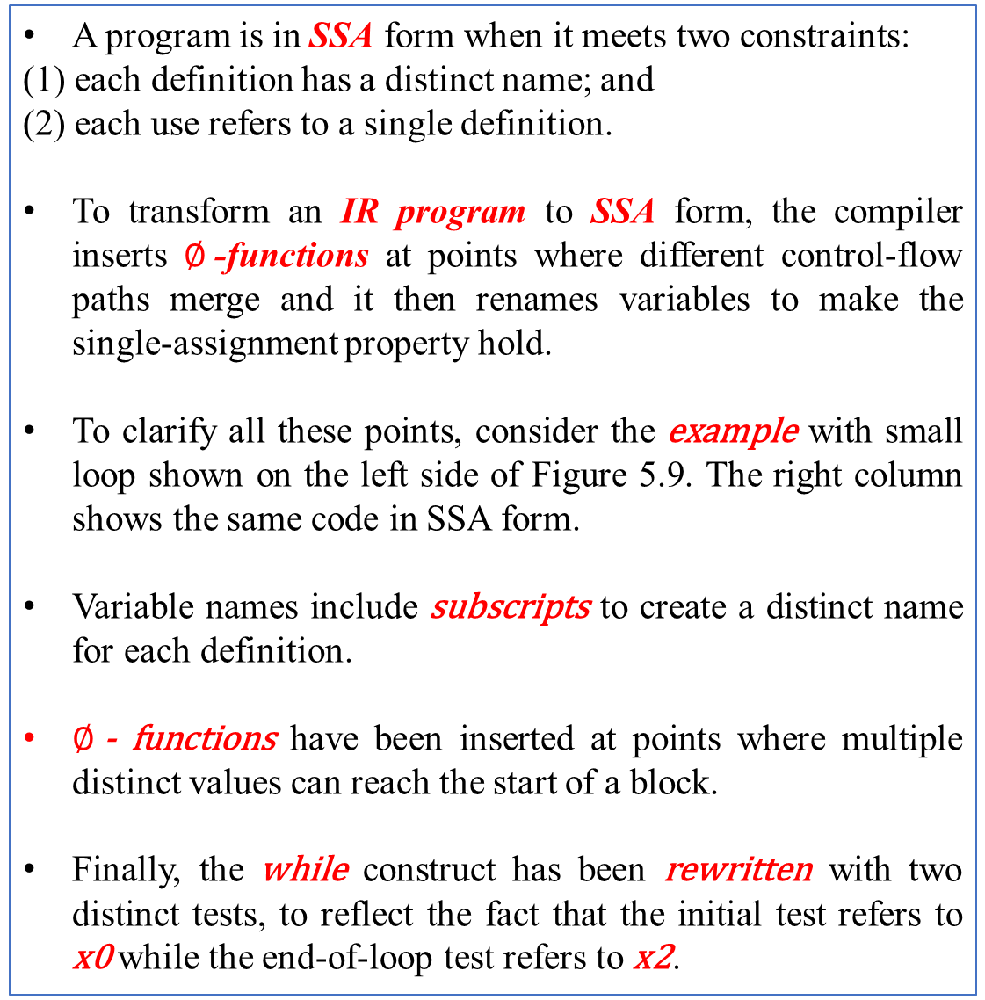 • A program is in SSA form when it meets two constraints:
(1) each definition has a distinct name; and
(2) each use refers to a single definition.
• To transform an IR program to SSA form, the compiler
inserts ∅ -functions at points where different control-flow
paths merge and it then renames variables to make the
single-assignment property hold.
• To clarify all these points, consider the example with small
loop shown on the left side of Figure 5.9. The right column
shows the same code in SSA form.
• Variable names include subscripts to create a distinct name
for each definition.
• ∅ - functions have been inserted at points where multiple
distinct values can reach the start of a block.
• Finally, the while construct has been rewritten with two
distinct tests, to reflect the fact that the initial test refers to
x0 while the end-of-loop test refers to x2.